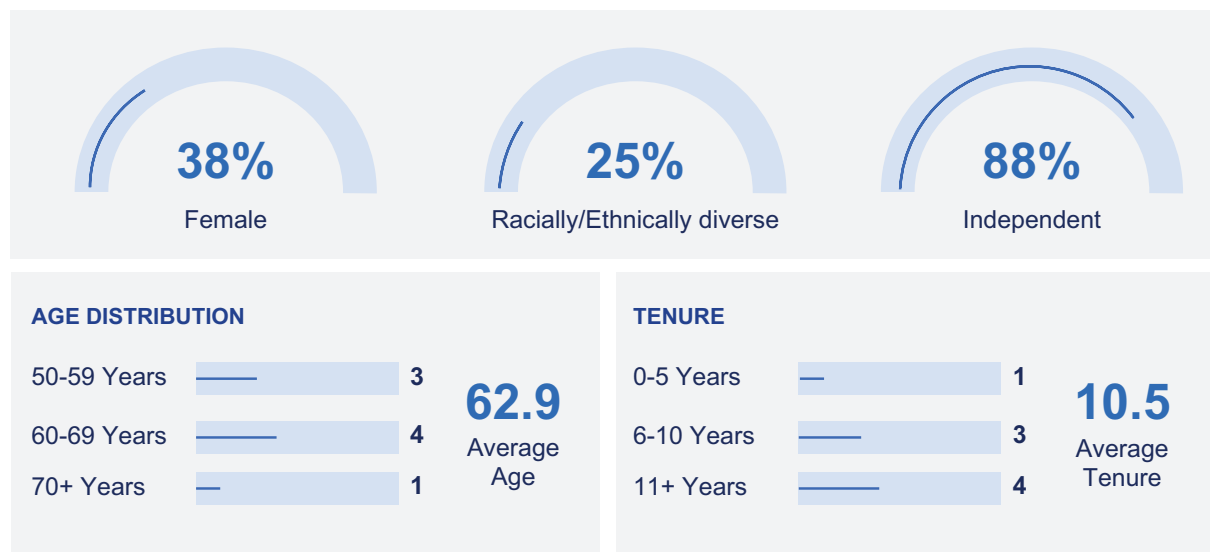 38%
Female
25%
Racially/Ethnically diverse
88%
Independent
AGE DISTRIBUTION
50-59 Years 3
60-69 Years 4
70+ Years 1
62.9
Average
Age
TENURE
0-5 Years 1
6-10 Years 3
11+ Years 4
10.5
Average
Tenure